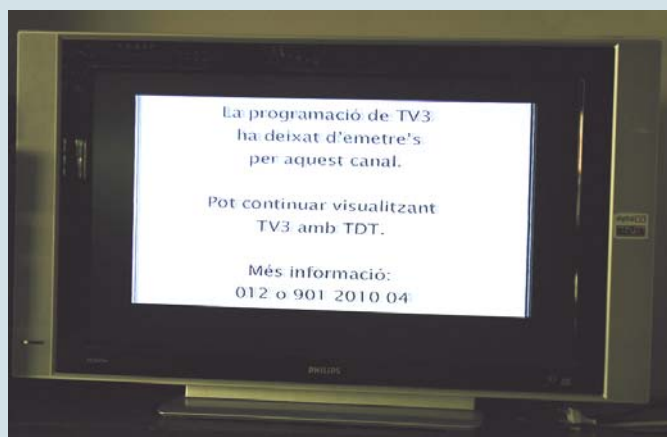 La programació de TV3
ha deixat d'emetre's
per aquest canal.
Pot continuar visualitzant
TV3 amb TDT.
Més informació:
012 o 901 2010 04
PHILIPS